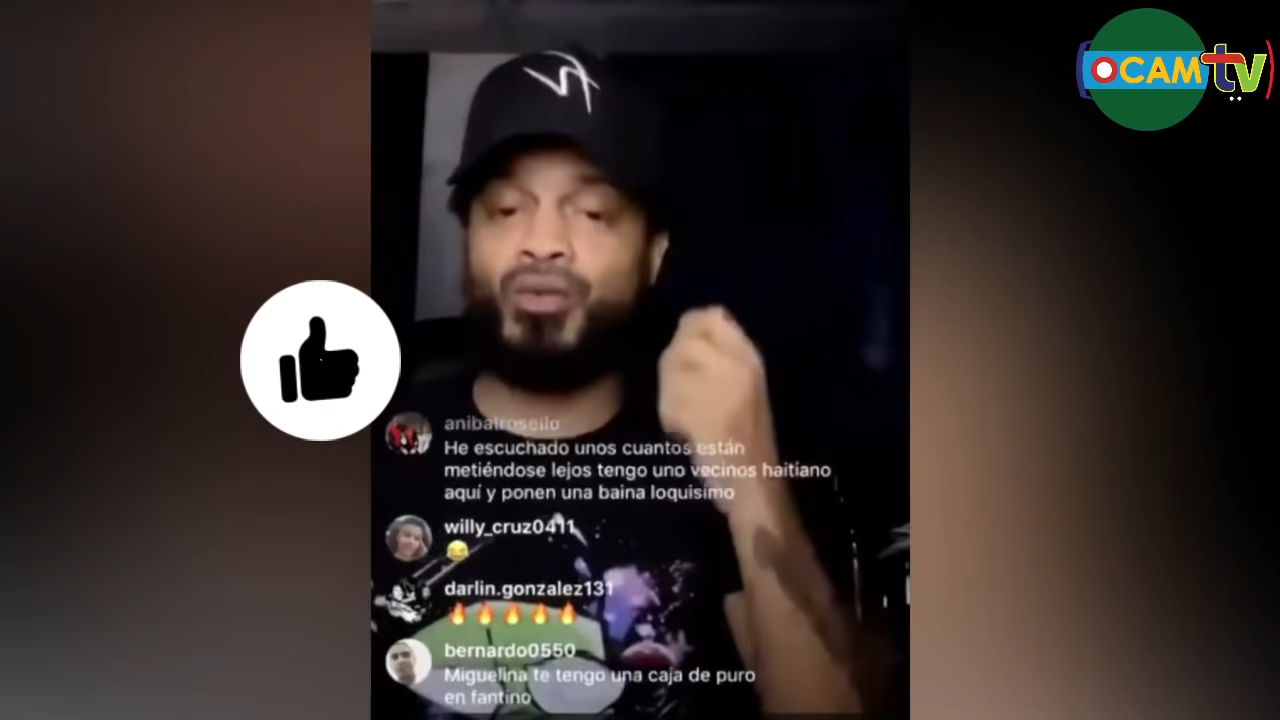 OCAMtv
anibalroseilo
He escuchado unos cuantos están
metiéndose lejos tengo uno vecinos haitiano
aquí y ponen una baina loquisimo
willy_cruz0411
😂
darlin.gonzalez131
🔥🔥🔥🔥🔥
bernardo0550
Miguelina te tengo una caja de puro
en fantino